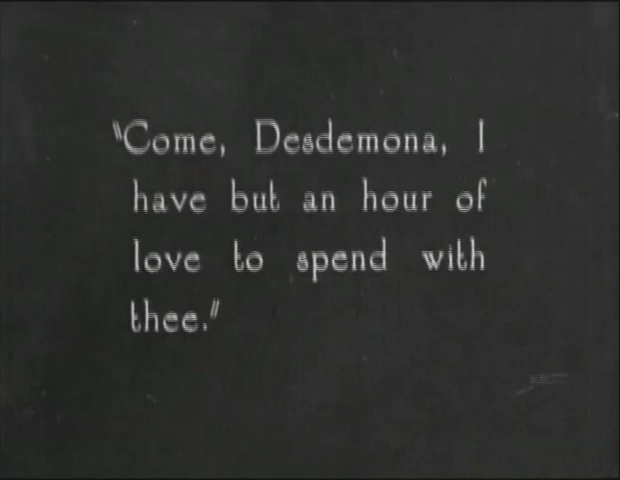 "Come, Desdemona, I
have but an hour of
love to spend with
thee."